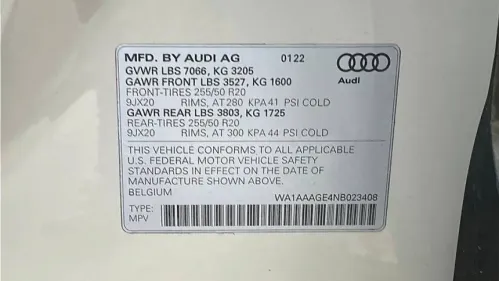 MFD. BY AUDI AG 0122
GVWR LBS 7066, KG 3205
GAWR FRONT LBS 3527, KG 1600
FRONT-TIRES 255/50 R20
9JX20 RIMS, AT 280 KPA 41 PSI COLD
GAWR REAR LBS 3803, KG 1725
REAR-TIRES 255/50 R20
9JX20 RIMS, AT 300 KPA 44 PSI COLD
Audi
THIS VEHICLE CONFORMS TO ALL APPLICABLE
U.S. FEDERAL MOTOR VEHICLE SAFETY
STANDARDS IN EFFECT ON THE DATE OF
MANUFACTURE SHOWN ABOVE.
BELGIUM WA1AAAGE4NB023408
TYPE:
MPV